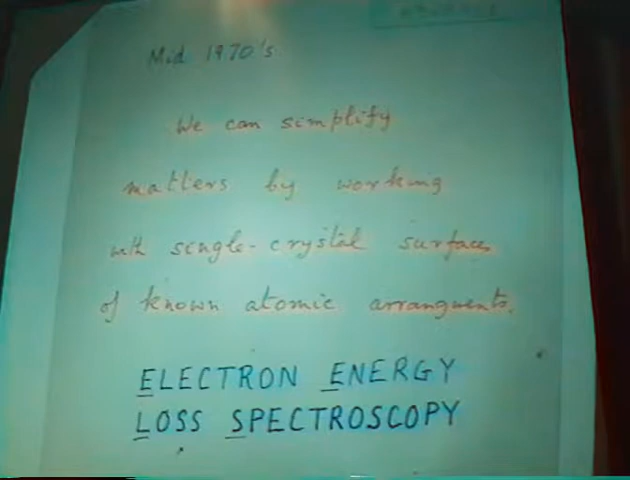 Mid 1970's
We can simplify
matters by working
with single-crystal surfaces
of known atomic arrangments.
ELECTRON ENERGY
LOSS SPECTROSCOPY